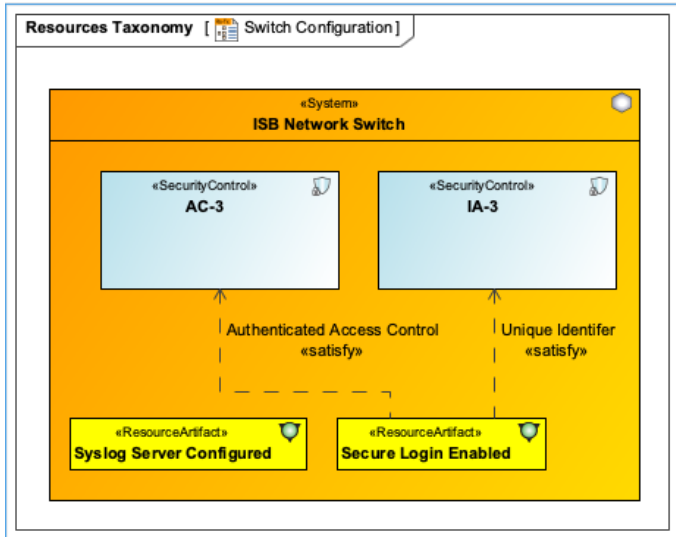 Resources Taxonomy [ Switch Configuration ]
«System»
ISB Network Switch
«SecurityControl»
AC-3
«SecurityControl»
IA-3
Authenticated Access Control
«satisfy»
Unique Identifer
«satisfy»
«ResourceArtifact»
Syslog Server Configured
«ResourceArtifact»
Secure Login Enabled